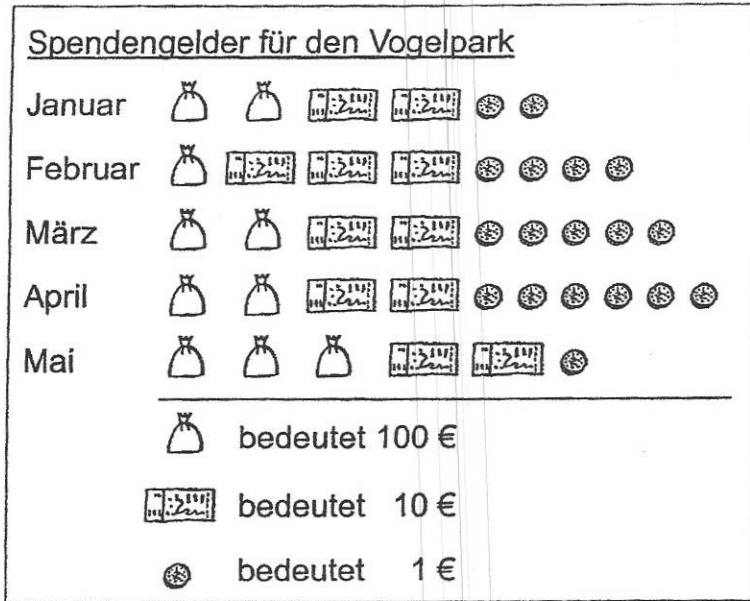 Spendengelder für den Vogelpark
Januar
Februar
März
April
Mai
bedeutet 100 €
bedeutet 10 €
bedeutet 1 €